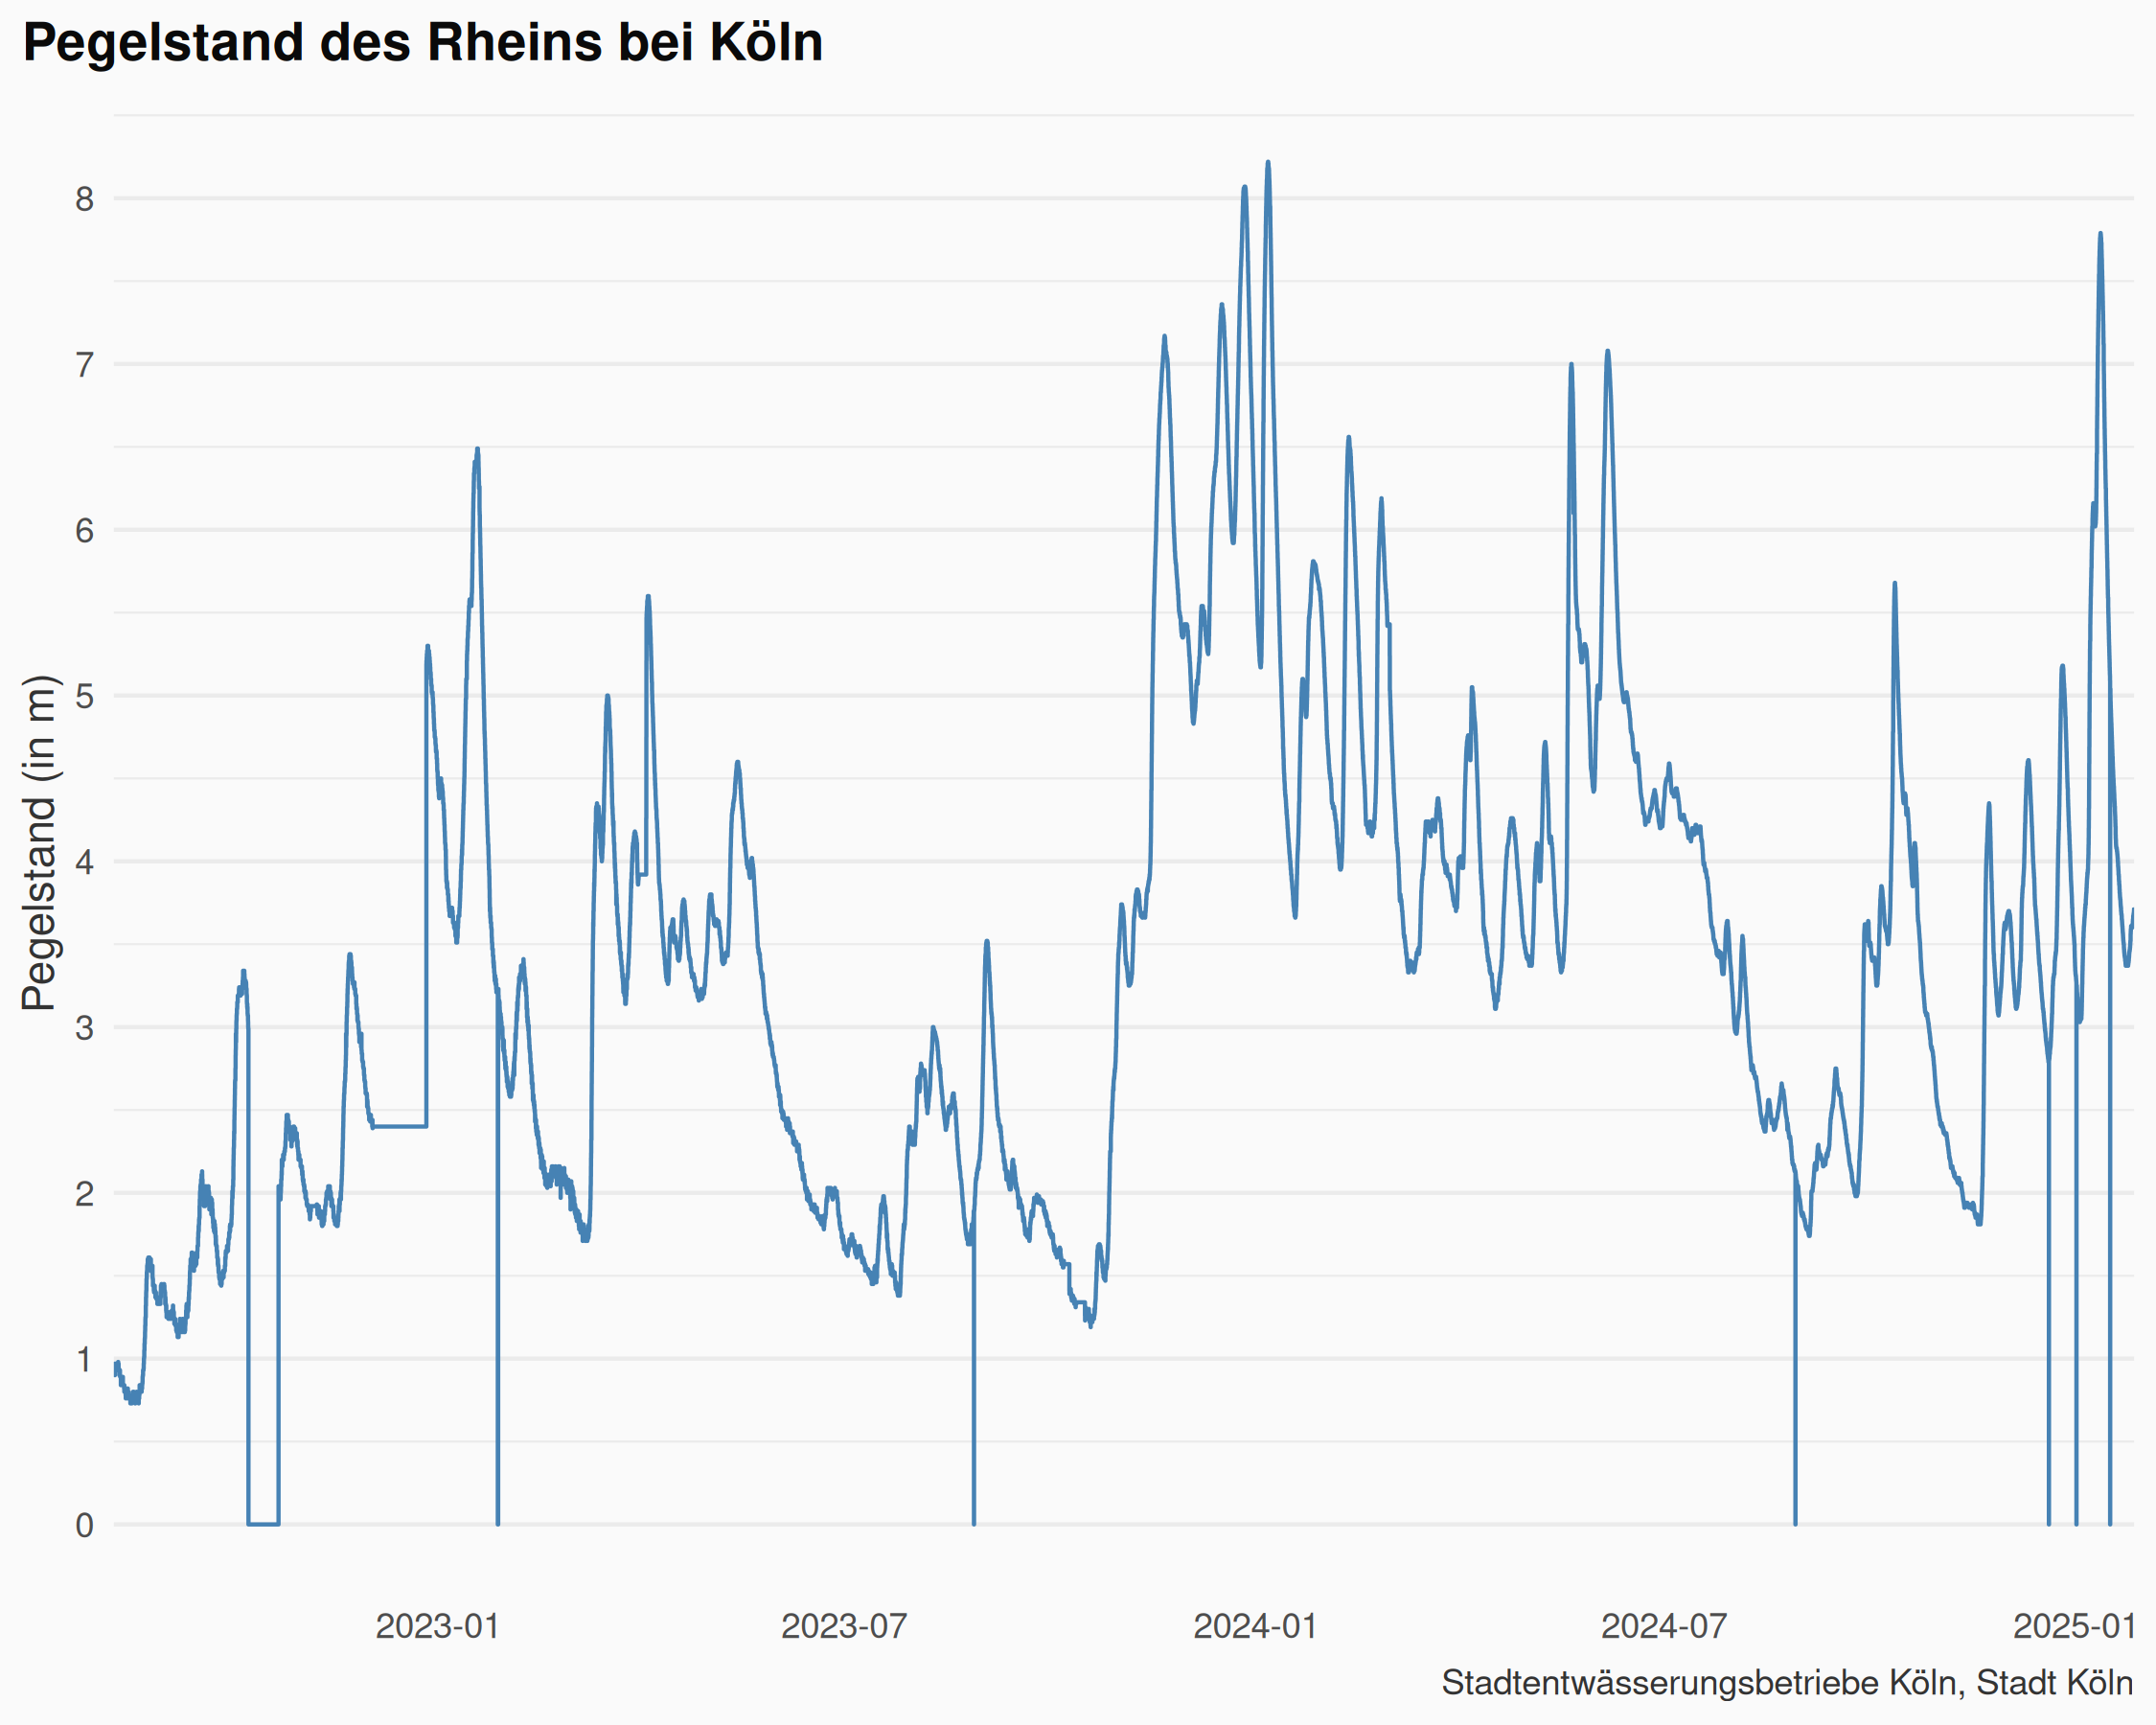 Pegelstand des Rheins bei Köln
Pegelstand (in m)
8
7
6
5
4
3
2
1
0
2023-01 2023-07 2024-01 2024-07 2025-01
Stadtentwässerungsbetriebe Köln, Stadt Köln